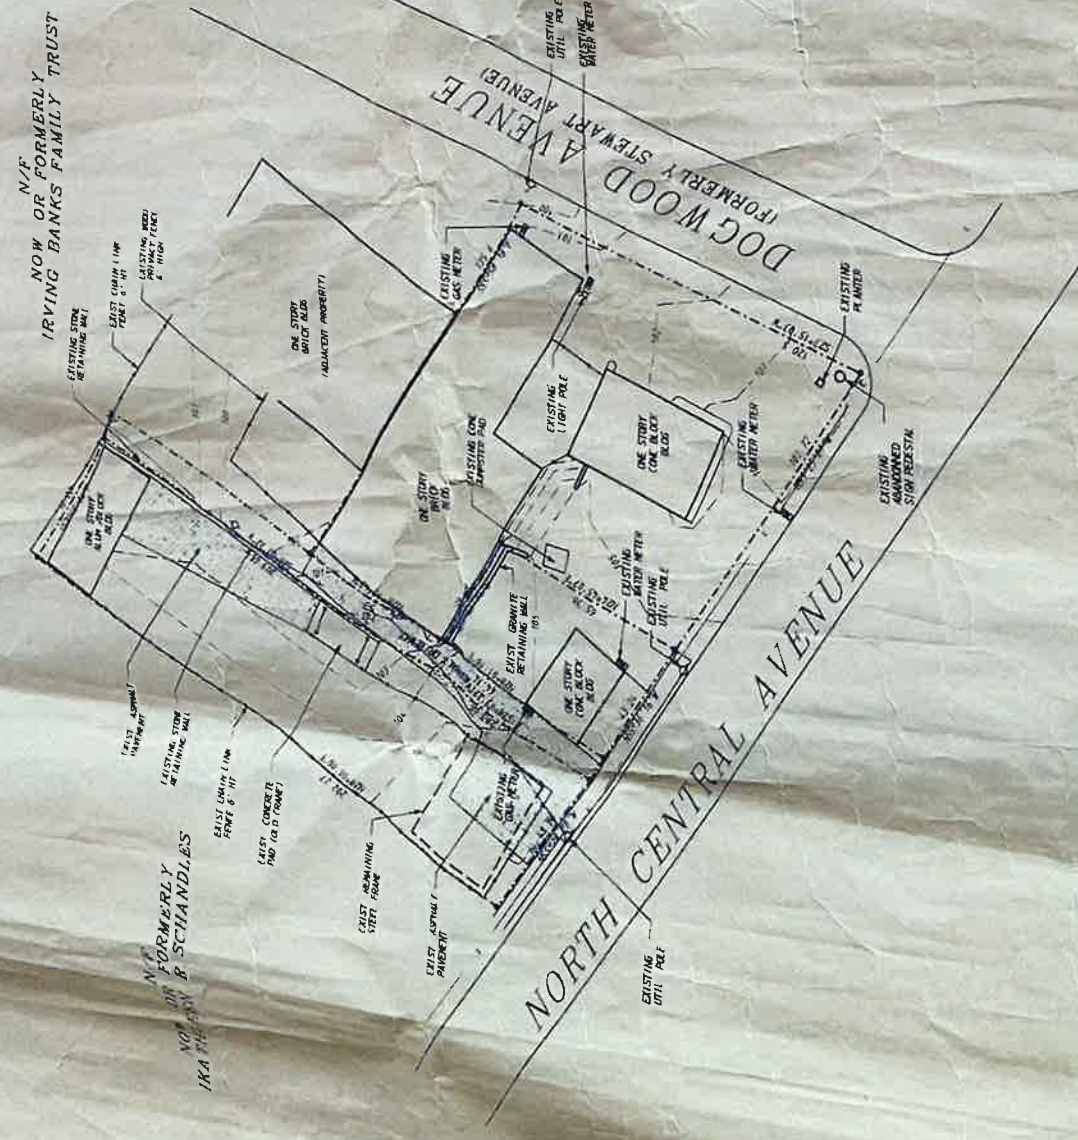 N/F
NOW OR FORMERLY
IRVING BANKS FAMILY TRUST
EXISTING STONE
RETAINING WALL
EXIST CHAIN LINK
FENCE 6' HT
EXISTING WOOD
PRIVACY FENCE
6' HIGH
EXISTING
UTIL POLE
EXISTING
WATER METER
DOGWOOD AVENUE
(FORMERLY STEWART AVENUE)
ONE STORY
BRICK BLDG
(ADJACENT PROPERTY)
EXISTING
GAS METER
ONE STORY
BLDG
EXIST ASPHALT
PAVEMENT
EXISTING STONE
RETAINING WALL
EXIST CHAIN LINK
FENCE 6' HT
EXIST CONCRETE
PAD (OLD FRAME)
N/F
NOW OR FORMERLY
KATHLEEN R SCHANDLES
EXIST REMAINING
STEEL FRAME
EXIST ASPHALT
PAVEMENT
ONE STORY
BRICK
BLDG
EXISTING CONC
DUMPSTER PAD
EXISTING
LIGHT POLE
ONE STORY
CONC BLOCK
BLDG
EXISTING
WATER METER
EXISTING
PLANTER
EXISTING
ABANDONED
SIGN PEDESTAL
EXIST GRANITE
RETAINING WALL
105
EXISTING
WATER METER
EXISTING
UTIL POLE
ONE STORY
CONC BLOCK
BLDG
EXISTING
GAS METER
EXISTING
UTIL POLE
NORTH CENTRAL AVENUE